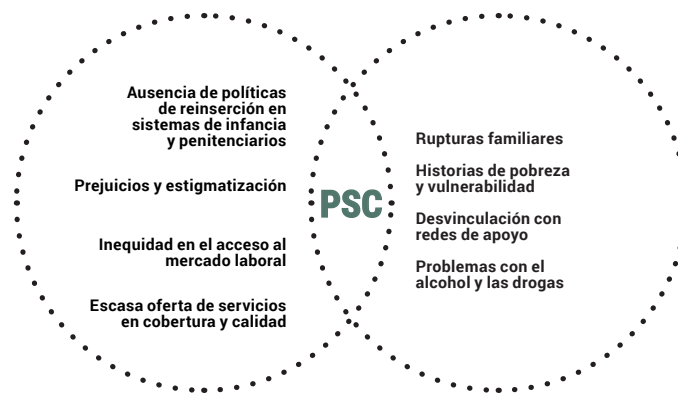 Ausencia de políticas
de reinserción en
sistemas de infancia
y penitenciarios
Prejuicios y estigmatización
Inequidad en el acceso al
mercado laboral
Escasa oferta de servicios
en cobertura y calidad
PSC
Rupturas familiares
Historias de pobreza
y vulnerabilidad
Desvinculación con
redes de apoyo
Problemas con el
alcohol y las drogas